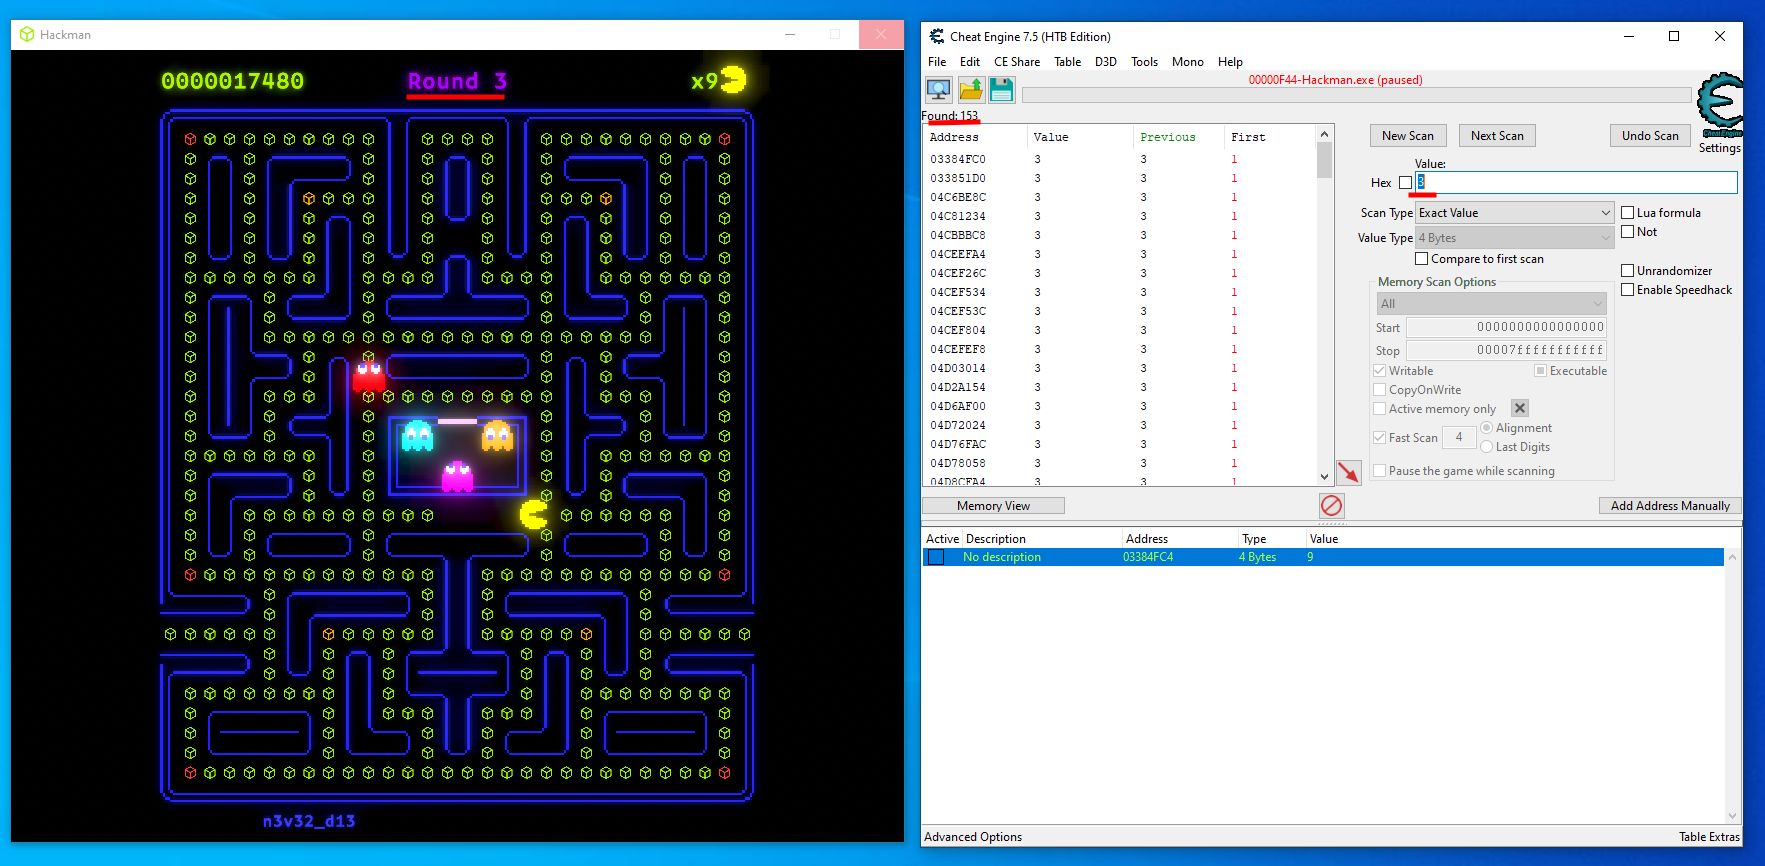 Hackman
0000017480
Round 3
x9
n3v32_d13
Cheat Engine 7.5 (HTB Edition)
File Edit CE Share Table D3D Tools Mono Help
00000F44-Hackman.exe (paused)
Found: 153
Address Value Previous First
03384FC0 3 3 1
033851D0 3 3 1
04C6BE8C 3 3 1
04C81234 3 3 1
04CBBBC8 3 3 1
04CEEFA4 3 3 1
04CEF26C 3 3 1
04CEF534 3 3 1
04CEF53C 3 3 1
04CEF804 3 3 1
04CEFEF8 3 3 1
04D03014 3 3 1
04D2A154 3 3 1
04D6AF00 3 3 1
04D72024 3 3 1
04D76FAC 3 3 1
04D78058 3 3 1
04D8CFA4 3 3 1
New Scan Next Scan Undo Scan
Cheat Engine
Settings
Value:
Hex 3
Scan Type Exact Value
Lua formula
Value Type 4 Bytes
Not
Compare to first scan
Unrandomizer
Enable Speedhack
Memory Scan Options
All
Start 0000000000000000
Stop 00007fffffffffff
Writable Executable
CopyOnWrite
Active memory only
Fast Scan 4 Alignment
Last Digits
Pause the game while scanning
Memory View
Add Address Manually
Active Description Address Type Value
No description 03384FC4 4 Bytes 9
Advanced Options
Table Extras